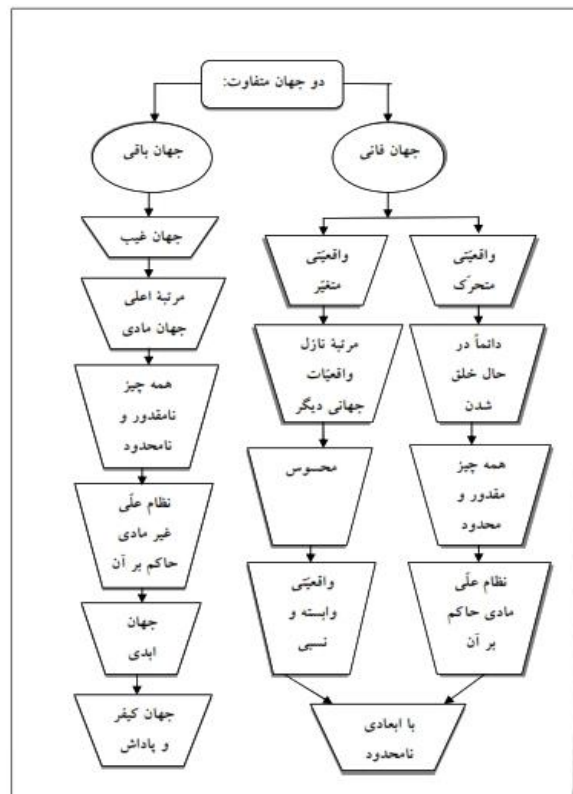 دو جهان متفاوت:
جهان فانی
جهان باقی
واقعیّتی
متحرّک
دائماً در
حال خلق
شدن
همه چیز
مقدور و
محدود
نظام علّی
مادی حاکم
بر آن
واقعیّتی
متغیّر
مرتبهٔ نازل
واقعیّات
جهانی دیگر
محسوس
واقعیّتی
وابسته و
نسبی
با ابعادی
نامحدود
جهان غیب
مرتبهٔ اعلی
جهان مادی
همه چیز
نامقدور و
نامحدود
نظام علّی
غیر مادی
حاکم بر آن
جهان
ابدی
جهان کیفر
و پاداش